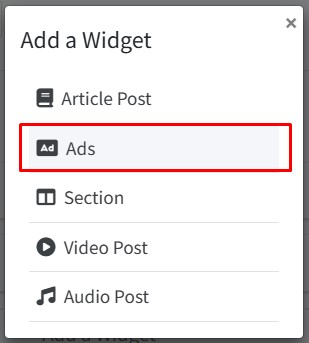 ×
Add a Widget
Article Post
Ad Ads
Section
Video Post
Audio Post
Add a Widget